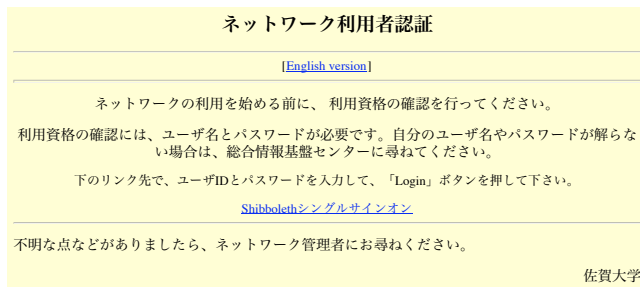 ネットワーク利用者認証
[English version]
ネットワークの利用を始める前に、 利用資格の確認を行ってください。
利用資格の確認には、ユーザ名とパスワードが必要です。自分のユーザ名やパスワードが解らな
い場合は、総合情報基盤センターに尋ねてください。
下のリンク先で、ユーザIDとパスワードを入力して、「Login」ボタンを押して下さい。
Shibbolethシングルサインオン
不明な点などがありましたら、ネットワーク管理者にお尋ねください。
佐賀大学